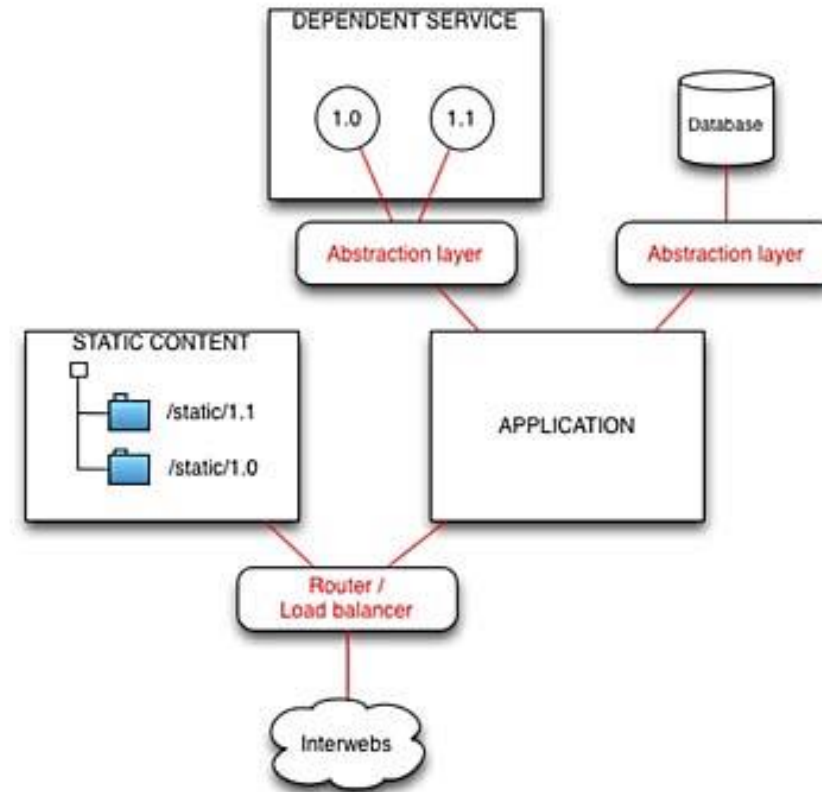 DEPENDENT SERVICE
1.0
1.1
Database
Abstraction layer
Abstraction layer
STATIC CONTENT
/static/1.1
/static/1.0
APPLICATION
Router /
Load balancer
Interwebs